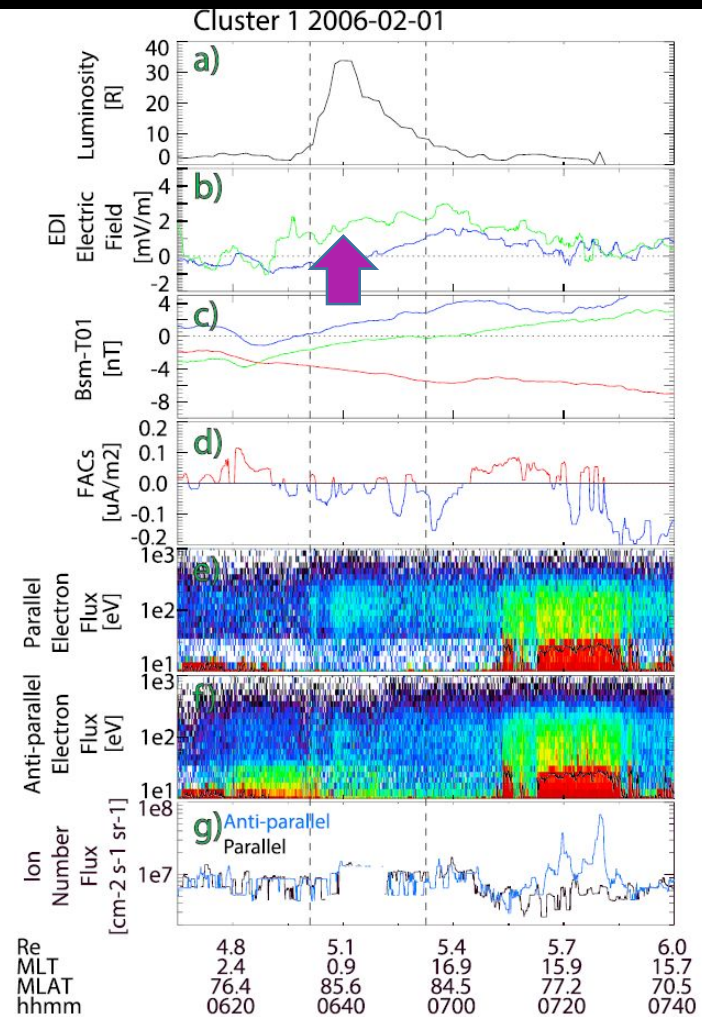 Cluster 1 2006-02-01
a)
Luminosity
[R]
40
30
20
10
0
b)
EDI
Electric
Field
[mV/m]
4
2
0
-2
c)
Bsm-T01
[nT]
4
0
-4
-8
d)
FACs
[uA/m2]
0.2
0.1
0.0
-0.1
-0.2
e)
Parallel
Electron
Flux
[eV]
1e3
1e2
1e1
f)
Anti-parallel
Electron
Flux
[eV]
1e3
1e2
1e1
g)
Anti-parallel
Parallel
Ion
Number
Flux
[cm-2 s-1 sr-1]
1e8
1e7
Re 4.8 5.1 5.4 5.7 6.0
MLT 2.4 0.9 16.9 15.9 15.7
MLAT 76.4 85.6 84.5 77.2 70.5
hhmm 0620 0640 0700 0720 0740